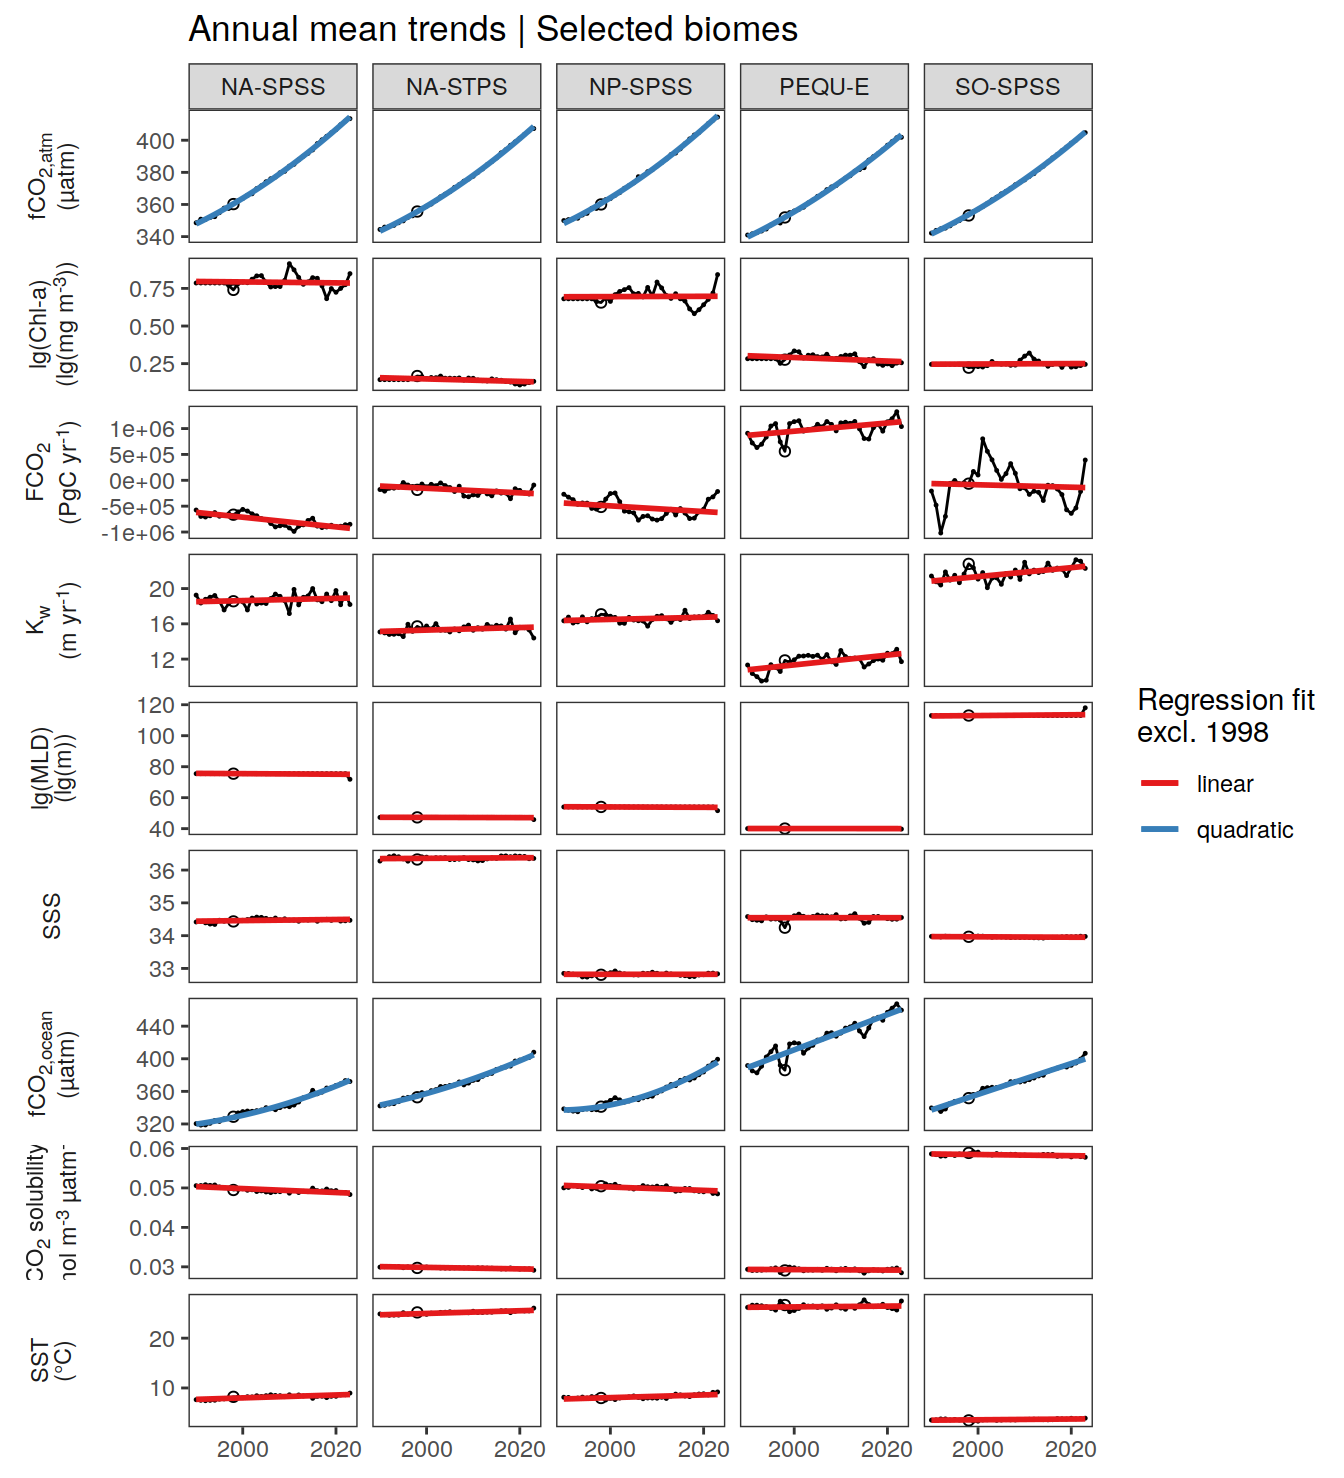 Annual mean trends | Selected biomes
NA-SPSS NA-STPS NP-SPSS PEQU-E SO-SPSS
fCO2,atm
(µatm)
400
380
360
340
lg(Chl-a)
(lg(mg m-3))
0.75
0.50
0.25
FCO2
(PgC yr-1)
1e+06
5e+05
0e+00
-5e+05
-1e+06
Kw
(m yr-1)
20
16
12
lg(MLD)
(lg(m))
120
100
80
60
40
SSS
36
35
34
33
fCO2,ocean
(µatm)
440
400
360
320
CO2 solubility
nol m-3 µatm-
0.06
0.05
0.04
0.03
SST
(°C)
20
10
2000 2020 2000 2020 2000 2020 2000 2020 2000 2020
Regression fit
excl. 1998
linear
quadratic